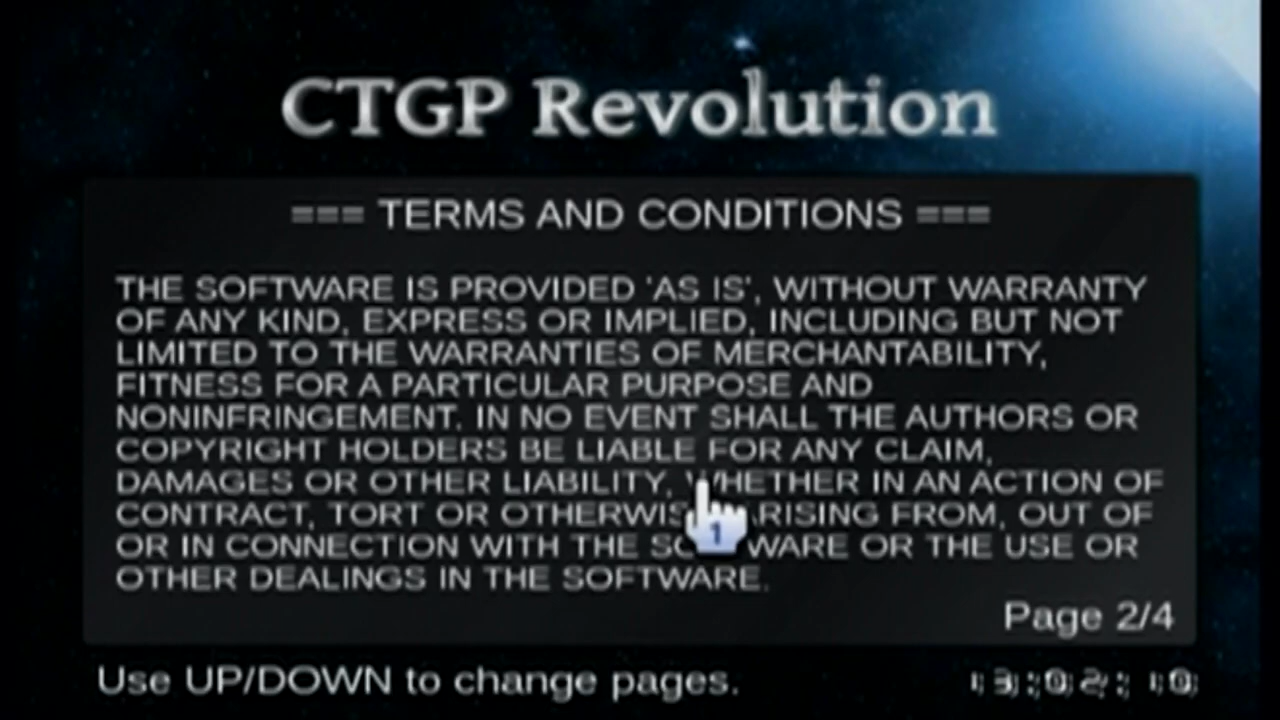 CTGP Revolution
=== TERMS AND CONDITIONS ===
THE SOFTWARE IS PROVIDED 'AS IS', WITHOUT WARRANTY
OF ANY KIND, EXPRESS OR IMPLIED, INCLUDING BUT NOT
LIMITED TO THE WARRANTIES OF MERCHANTABILITY,
FITNESS FOR A PARTICULAR PURPOSE AND
NONINFRINGEMENT. IN NO EVENT SHALL THE AUTHORS OR
COPYRIGHT HOLDERS BE LIABLE FOR ANY CLAIM,
DAMAGES OR OTHER LIABILITY, WHETHER IN AN ACTION OF
CONTRACT, TORT OR OTHERWISE ARISING FROM, OUT OF
OR IN CONNECTION WITH THE SOFTWARE OR THE USE OR
OTHER DEALINGS IN THE SOFTWARE.
1
Page 2/4
Use UP/DOWN to change pages.